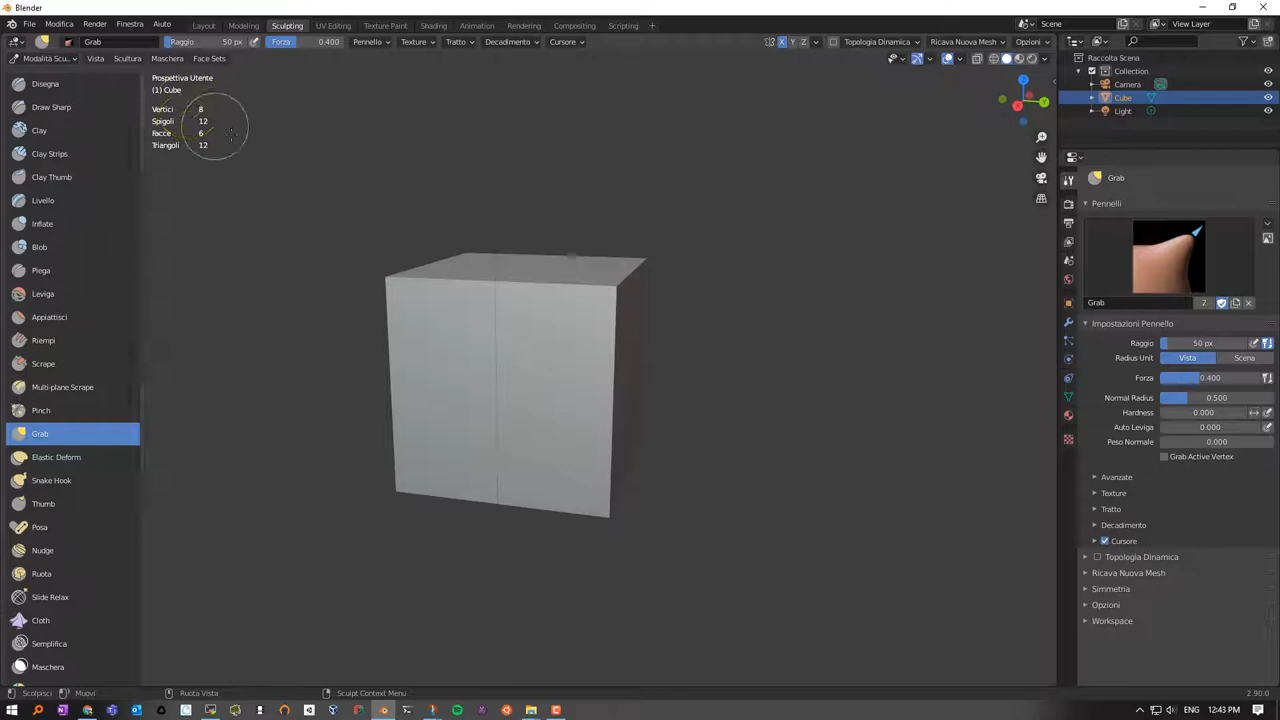 Blender
File Modifica Render Finestra Aiuto Layout Modeling Sculpting UV Editing Texture Paint Shading Animation Rendering Compositing Scripting + Scene View Layer
Grab Raggio 50 px Forza 0.400 Pennello Texture Tratto Decadimento Cursore X Y Z Topologia Dinamica Ricava Nuova Mesh Opzioni
Modalità Scu... Vista Scultura Maschera Face Sets
Prospettiva Utente
(1) Cube
Vertici 8
Spigoli 12
Facce 6
Triangoli 12
Disegna
Draw Sharp
Clay
Clay Strips
Clay Thumb
Livello
Inflate
Blob
Piega
Leviga
Appiattisci
Riempi
Scrape
Multi-plane Scrape
Pinch
Grab
Elastic Deform
Snake Hook
Thumb
Posa
Nudge
Ruota
Slide Relax
Cloth
Semplifica
Maschera
Z
Y
X
Raccolta Scena
Collection
Camera
Cube
Light
Grab
Pennelli
Grab 2
Impostazioni Pennello
Raggio 50 px
Radius Unit Vista Scena
Forza 0.400
Normal Radius 0.500
Hardness 0.000
Auto Leviga 0.000
Peso Normale 0.000
Grab Active Vertex
Avanzate
Texture
Tratto
Decadimento
Cursore
Topologia Dinamica
Ricava Nuova Mesh
Simmetria
Opzioni
Workspace
Scolpisci Muovi Ruota Vista Sculpt Context Menu 2.90.0
12:43 PM